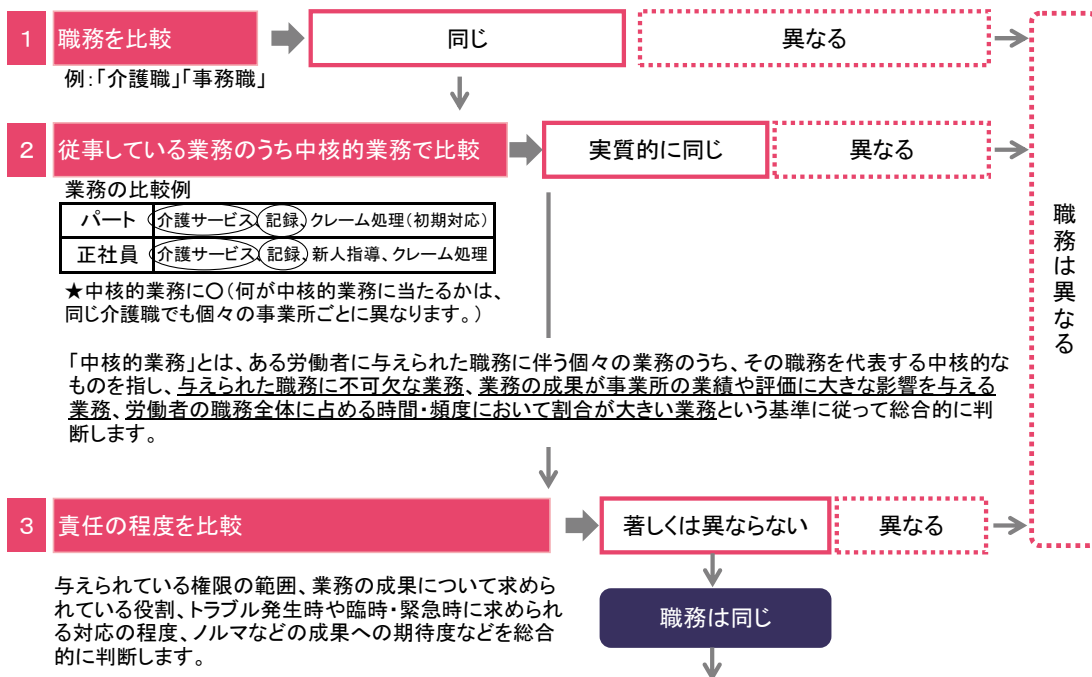 1 職務を比較 同じ 異なる
例:「介護職」「事務職」
2 従事している業務のうち中核的業務で比較 実質的に同じ 異なる
業務の比較例
パート 介護サービス、記録、クレーム処理(初期対応)
正社員 介護サービス、記録、新人指導、クレーム処理
★中核的業務に○(何が中核的業務に当たるかは、
同じ介護職でも個々の事業所ごとに異なります。)
「中核的業務」とは、ある労働者に与えられた職務に伴う個々の業務のうち、その職務を代表する中核的な
ものを指し、与えられた職務に不可欠な業務、業務の成果が事業所の業績や評価に大きな影響を与える
業務、労働者の職務全体に占める時間・頻度において割合が大きい業務という基準に従って総合的に判
断します。
3 責任の程度を比較 著しくは異ならない 異なる
与えられている権限の範囲、業務の成果について求めら
れている役割、トラブル発生時や臨時・緊急時に求められ
る対応の程度、ノルマなどの成果への期待度などを総合
的に判断します。
職務は同じ
職務は異なる